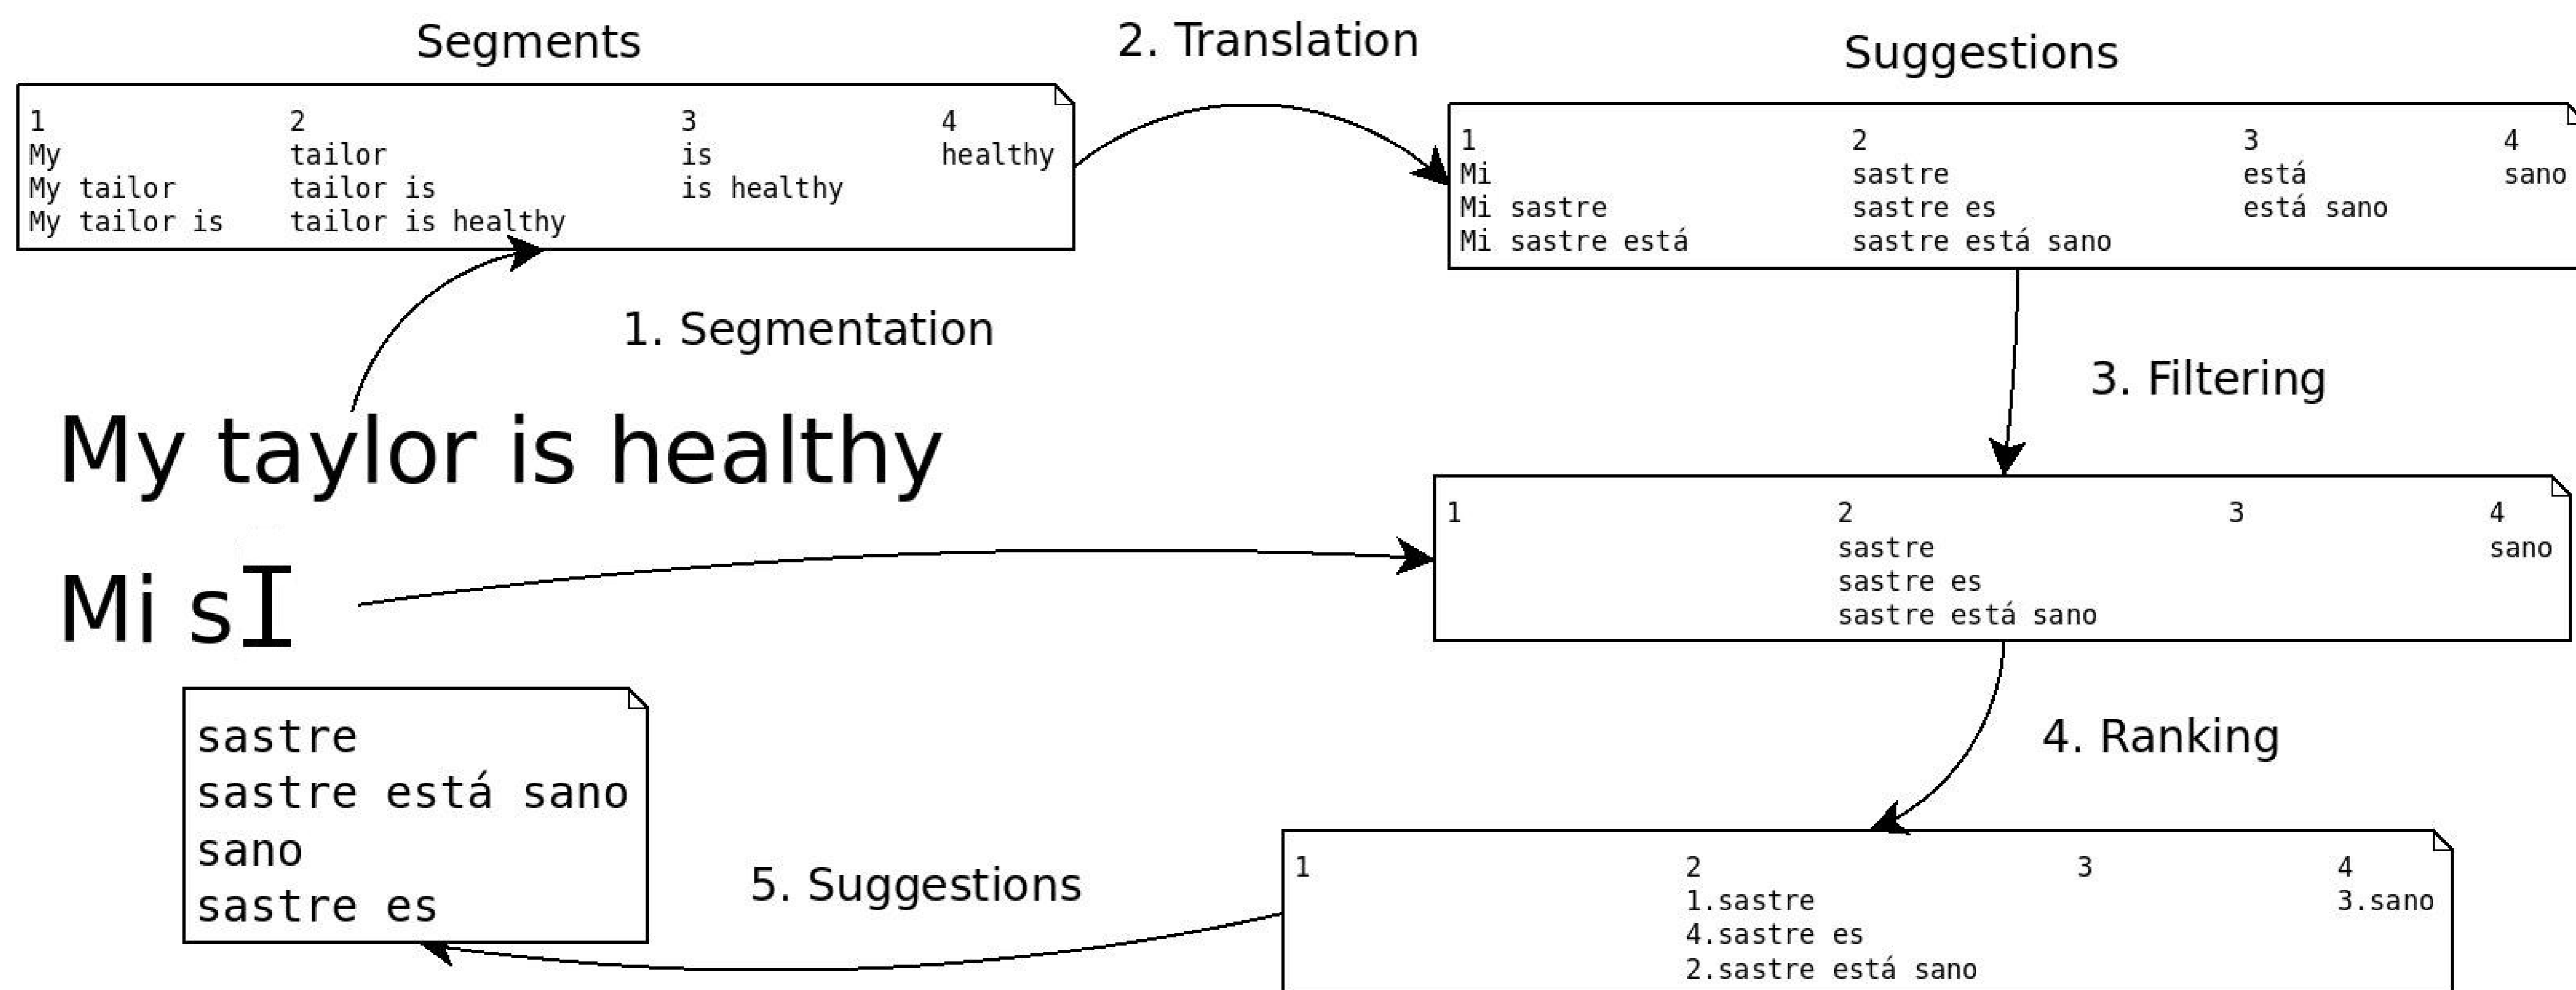 Segments
2. Translation
Suggestions
1 2 3 4
My tailor is healthy
My tailor tailor is is healthy
My tailor is tailor is healthy
1 2 3 4
Mi sastre está sano
Mi sastre sastre es está sano
Mi sastre está sastre está sano
1. Segmentation
3. Filtering
My taylor is healthy
Mi s
1 2 3 4
sastre sano
sastre es
sastre está sano
4. Ranking
sastre
sastre está sano
sano
sastre es
5. Suggestions
1 2 3 4
1.sastre 3.sano
4.sastre es
2.sastre está sano